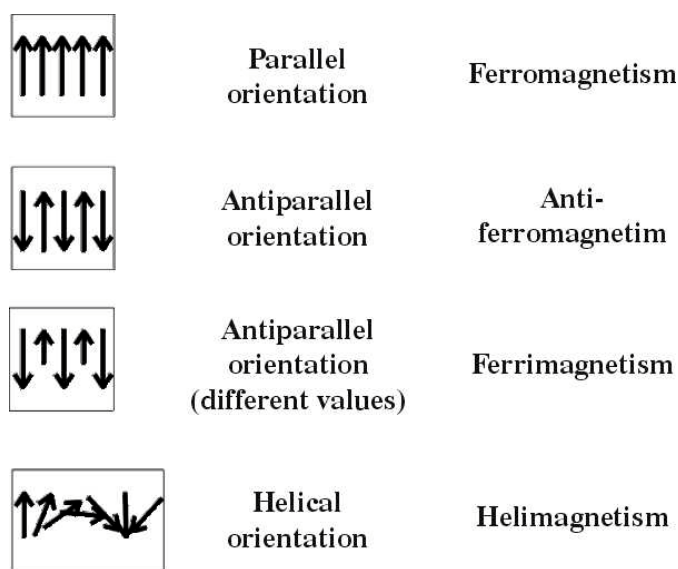 Parallel
orientation
Ferromagnetism
Antiparallel
orientation
Anti-
ferromagnetim
Antiparallel
orientation
(different values)
Ferrimagnetism
Helical
orientation
Helimagnetism